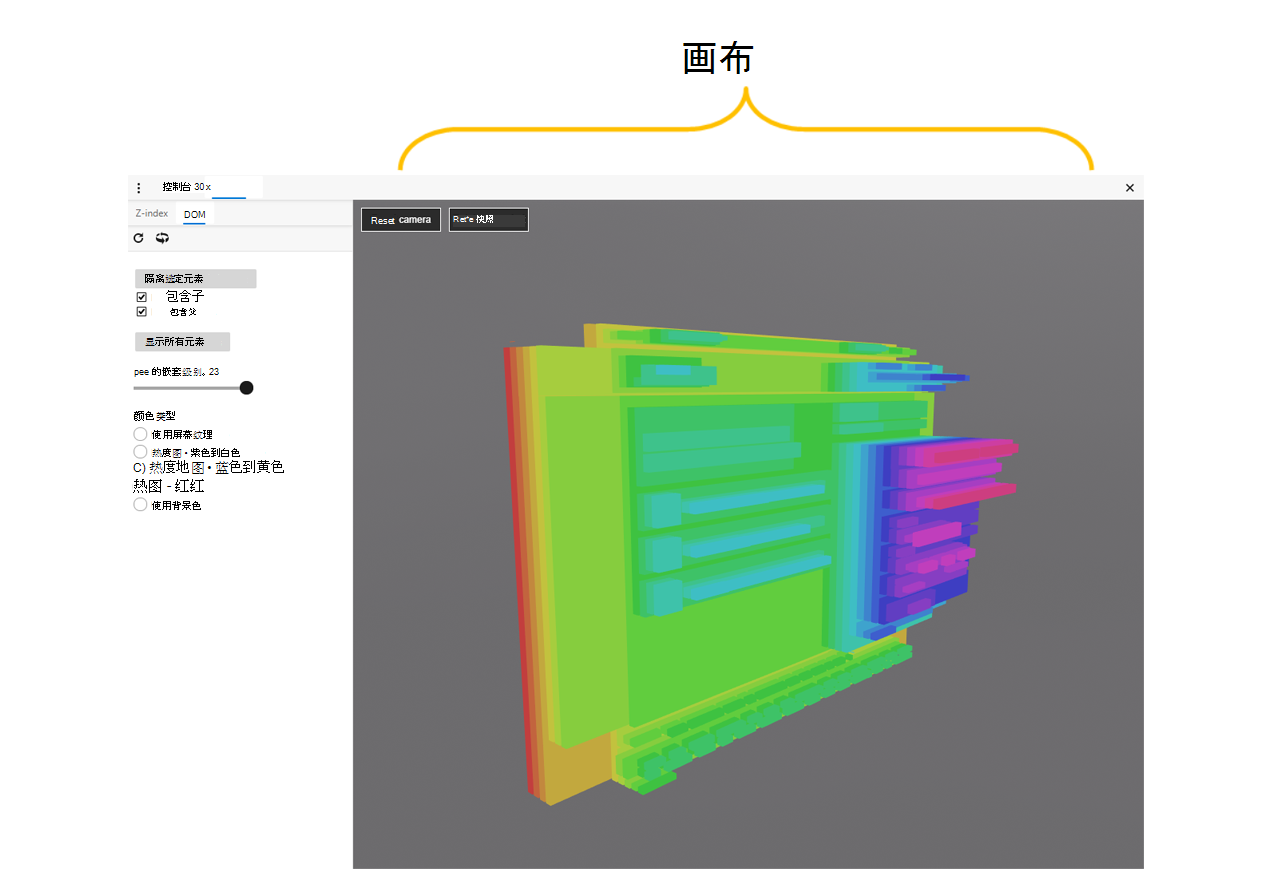 画布
控制台 30x
Z-index DOM
Reset camera
快照
隔离选定元素
包含子
包含父
显示所有元素
pee 的嵌套级别。23
颜色类型
使用屏幕纹理
热度图 • 紫色到白色
C) 热度地图 • 蓝色到黄色
热图 - 红红
使用背景色